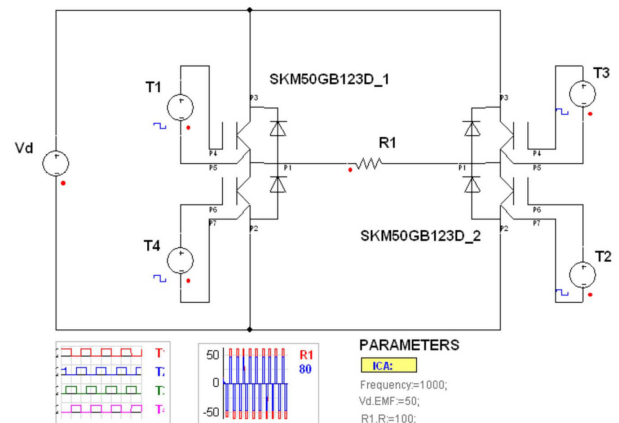 SKM50GB123D_1
T1
T3
P3
P3
P4
P4
R1
Vd
P5
P1
P1
P5
P6
P6
P7
P7
P2
P2
SKM50GB123D_2
T4
T2
PARAMETERS
ICA:
Frequency:=1000;
Vd.EMF:=50;
R1.R:=100;
50
0
-50
R1
80